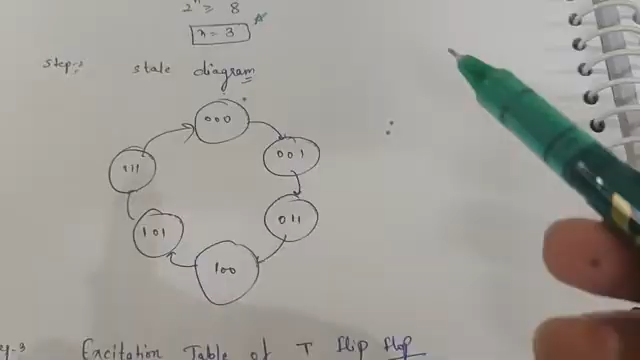 2ⁿ ≥ 8
n = 3
Step:2 state diagram
000
111 001
101 011
100
Excitation Table of T flip flop